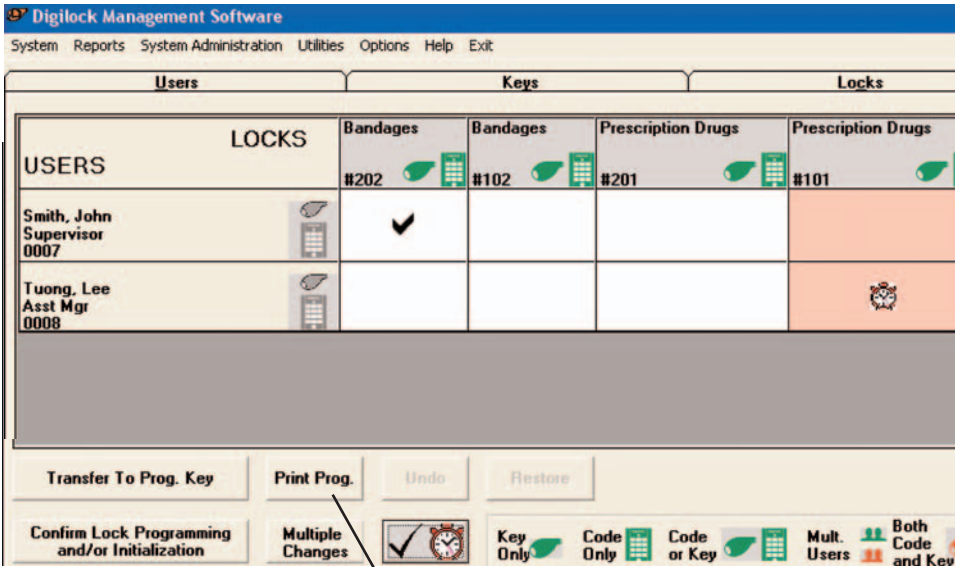 Digilock Management Software
System Reports System Administration Utilities Options Help Exit
Users Keys Locks
LOCKS
USERS
Bandages
#202
Bandages
#102
Prescription Drugs
#201
Prescription Drugs
#101
Smith, John
Supervisor
0007
Tuong, Lee
Asst Mgr
0008
Transfer To Prog. Key
Print Prog.
Undo
Restore
Confirm Lock Programming
and/or Initialization
Multiple
Changes
Key
Only
Code
Only
Code
or Key
Mult.
Users
Both
Code
and Key